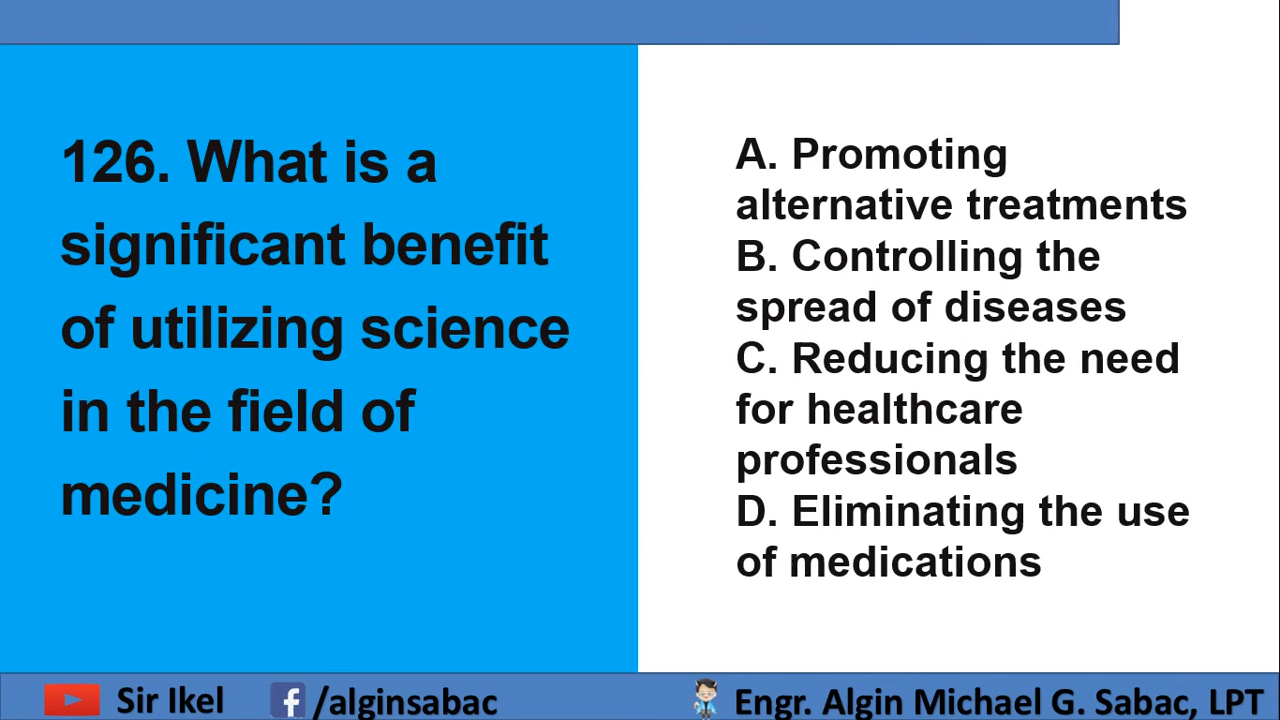 126. What is a
significant benefit
of utilizing science
in the field of
medicine?
A. Promoting
alternative treatments
B. Controlling the
spread of diseases
C. Reducing the need
for healthcare
professionals
D. Eliminating the use
of medications
Sir Ikel
/alginsabac
Engr. Algin Michael G. Sabac, LPT